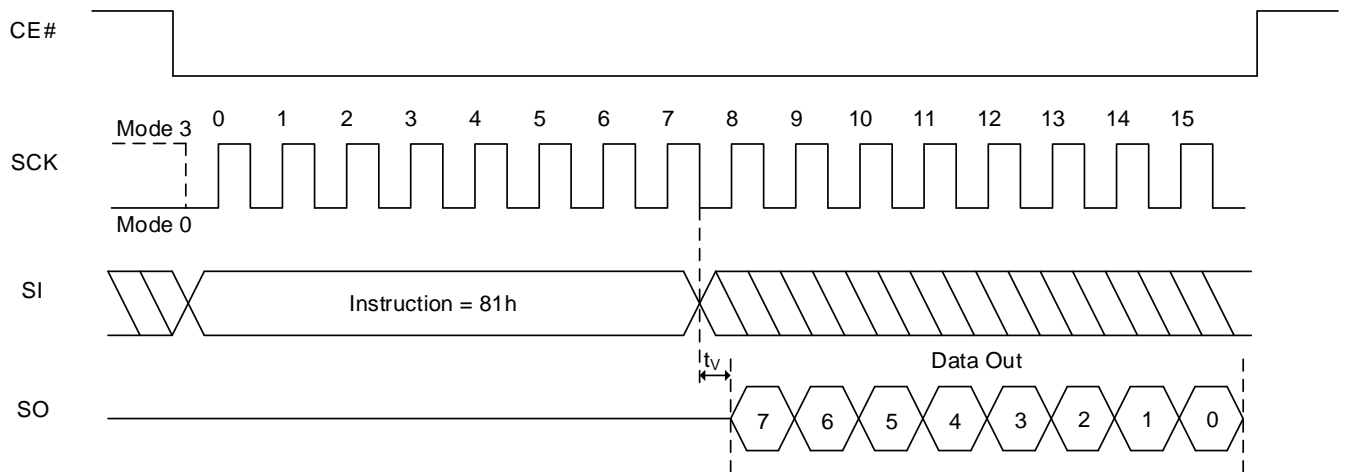 CE#
Mode 3
0 1 2 3 4 5 6 7 8 9 10 11 12 13 14 15
SCK
Mode 0
SI
Instruction = 81h
tV
Data Out
SO
7 6 5 4 3 2 1 0